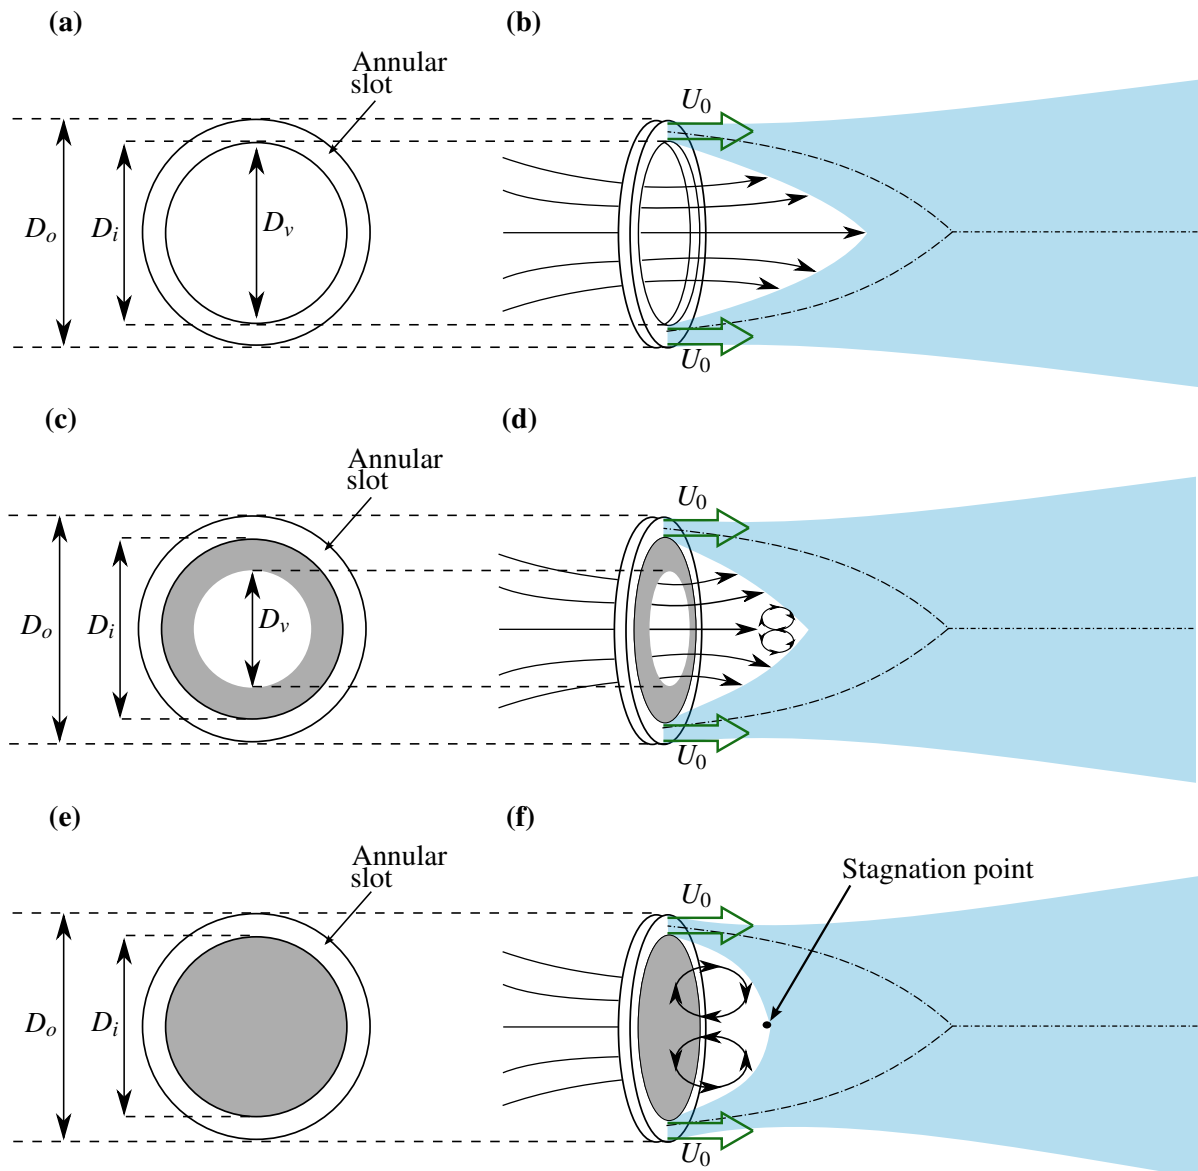 (a)
(b)
Annular
slot
U₀
Dₒ
Dᵢ
Dᵥ
U₀
(c)
(d)
Annular
slot
U₀
Dₒ
Dᵢ
Dᵥ
U₀
(e)
(f)
Annular
slot
Stagnation point
U₀
Dₒ
Dᵢ
U₀